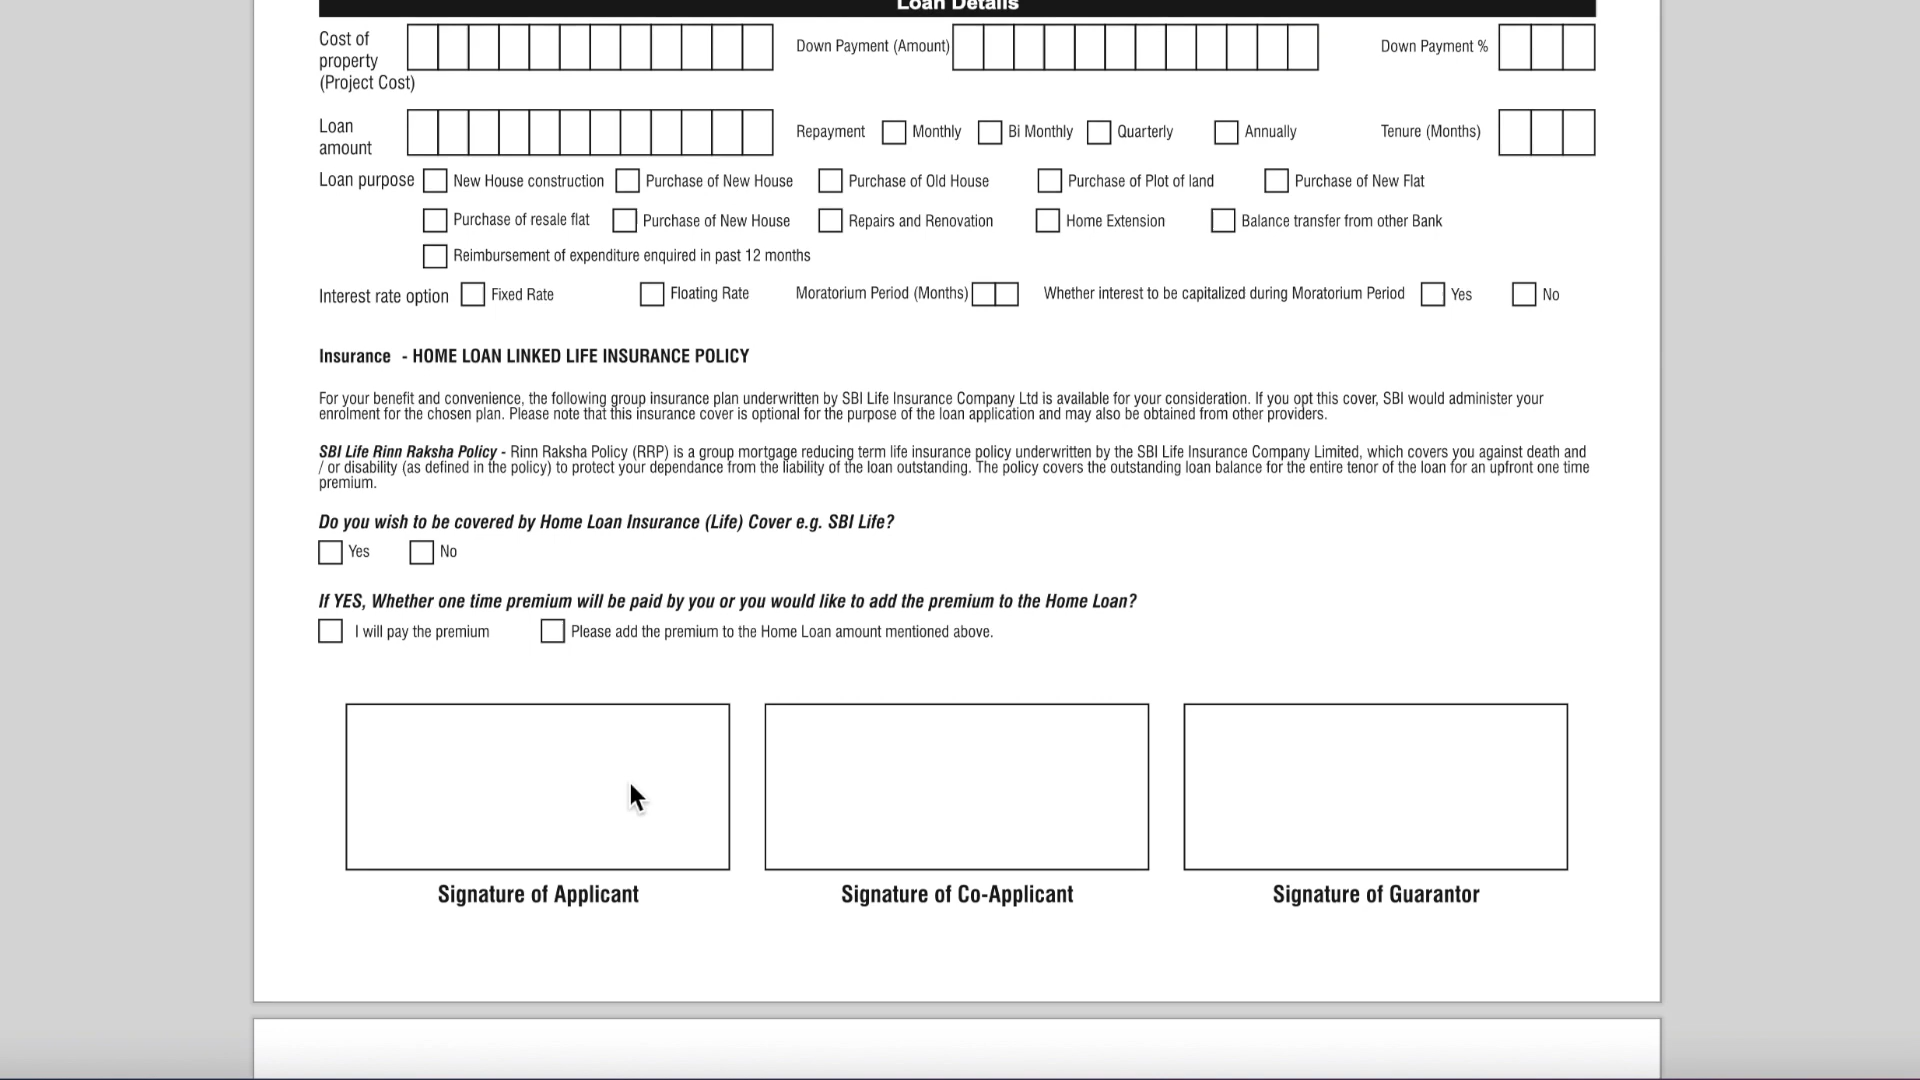 Loan Details
Cost of property (Project Cost) Down Payment (Amount) Down Payment %
Loan amount Repayment Monthly Bi Monthly Quarterly Annually Tenure (Months)
Loan purpose New House construction Purchase of New House Purchase of Old House Purchase of Plot of land Purchase of New Flat
Purchase of resale flat Purchase of New House Repairs and Renovation Home Extension Balance transfer from other Bank
Reimbursement of expenditure enquired in past 12 months
Interest rate option Fixed Rate Floating Rate Moratorium Period (Months) Whether interest to be capitalized during Moratorium Period Yes No
Insurance - HOME LOAN LINKED LIFE INSURANCE POLICY
For your benefit and convenience, the following group insurance plan underwritten by SBI Life Insurance Company Ltd is available for your consideration. If you opt this cover, SBI would administer your
enrolment for the chosen plan. Please note that this insurance cover is optional for the purpose of the loan application and may also be obtained from other providers.
SBI Life Rinn Raksha Policy - Rinn Raksha Policy (RRP) is a group mortgage reducing term life insurance policy underwritten by the SBI Life Insurance Company Limited, which covers you against death and
/ or disability (as defined in the policy) to protect your dependance from the liability of the loan outstanding. The policy covers the outstanding loan balance for the entire tenor of the loan for an upfront one time
premium.
Do you wish to be covered by Home Loan Insurance (Life) Cover e.g. SBI Life?
Yes No
If YES, Whether one time premium will be paid by you or you would like to add the premium to the Home Loan?
I will pay the premium Please add the premium to the Home Loan amount mentioned above.
Signature of Applicant Signature of Co-Applicant Signature of Guarantor